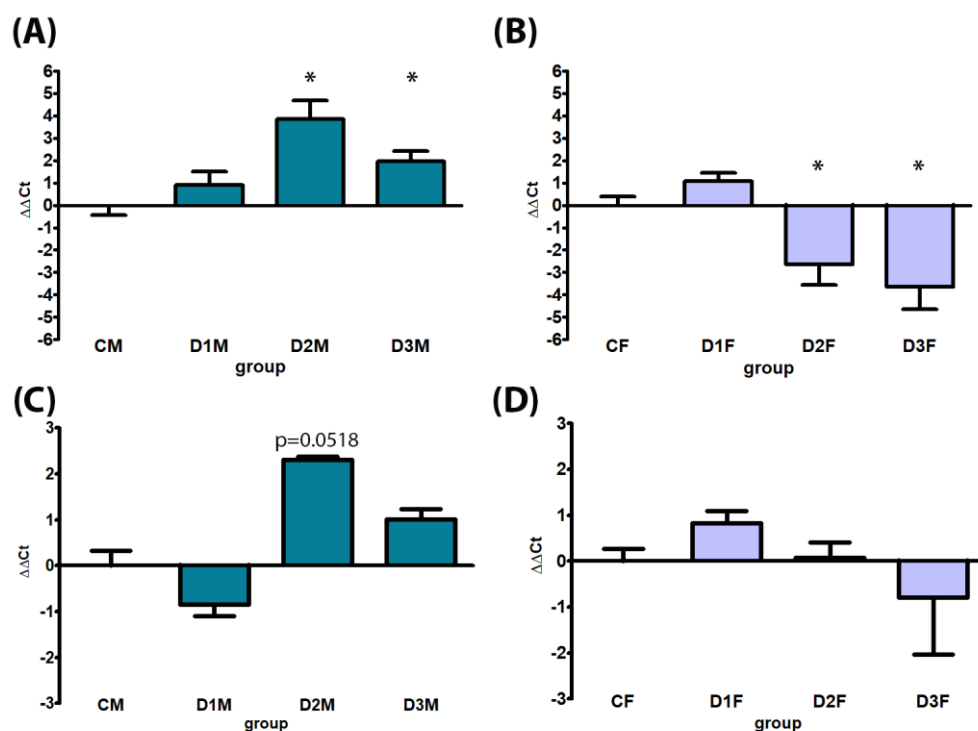 (A)
6
5
4
3
2
1
0
-1
-2
-3
-4
-5
-6
ΔΔCt
*
*
CM D1M D2M D3M
group
(B)
6
5
4
3
2
1
0
-1
-2
-3
-4
-5
-6
ΔΔCt
*
*
CF D1F D2F D3F
group
(C)
3
2
1
0
-1
-2
-3
ΔΔCt
p=0.0518
CM D1M D2M D3M
group
(D)
3
2
1
0
-1
-2
-3
ΔΔCt
CF D1F D2F D3F
group